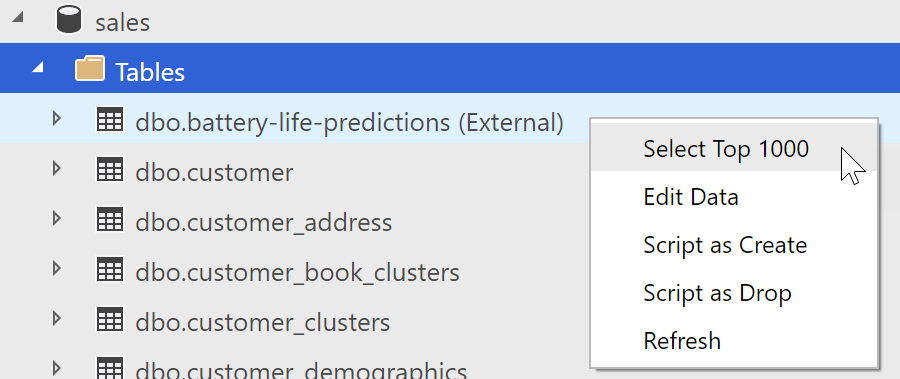 sales
Tables
dbo.battery-life-predictions (External)
dbo.customer
dbo.customer_address
dbo.customer_book_clusters
dbo.customer_clusters
dbo.customer_demographics
Select Top 1000
Edit Data
Script as Create
Script as Drop
Refresh